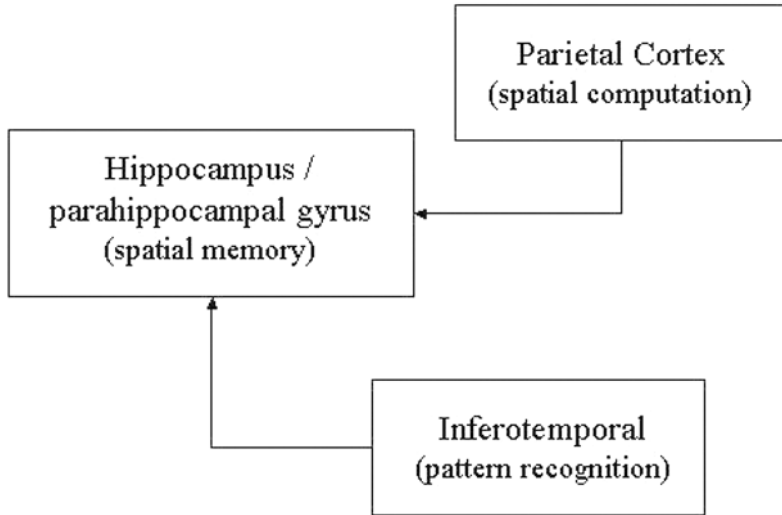 Parietal Cortex
(spatial computation)
Hippocampus /
parahippocampal gyrus
(spatial memory)
Inferotemporal
(pattern recognition)